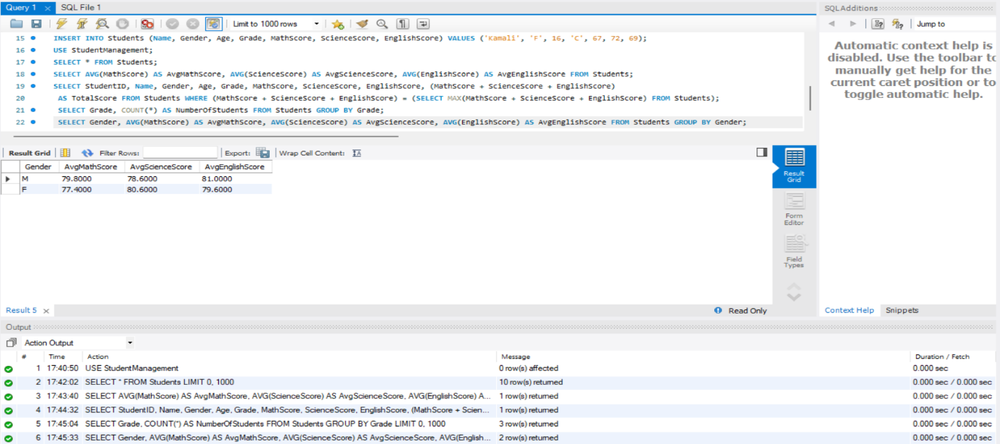 Query 1 × SQL File 1
Limit to 1000 rows
15 INSERT INTO Students (Name, Gender, Age, Grade, MathScore, ScienceScore, EnglishScore) VALUES ('Kamali', 'F', 16, 'C', 67, 72, 69);
16 USE StudentManagement;
17 SELECT * FROM Students;
18 SELECT AVG(MathScore) AS AvgMathScore, AVG(ScienceScore) AS AvgScienceScore, AVG(EnglishScore) AS AvgEnglishScore FROM Students;
19 SELECT StudentID, Name, Gender, Age, Grade, MathScore, ScienceScore, EnglishScore, (MathScore + ScienceScore + EnglishScore)
20 AS TotalScore FROM Students WHERE (MathScore + ScienceScore + EnglishScore) = (SELECT MAX(MathScore + ScienceScore + EnglishScore) FROM Students);
21 SELECT Grade, COUNT(*) AS NumberOfStudents FROM Students GROUP BY Grade;
22 SELECT Gender, AVG(MathScore) AS AvgMathScore, AVG(ScienceScore) AS AvgScienceScore, AVG(EnglishScore) AS AvgEnglishScore FROM Students GROUP BY Gender;
Result Grid Filter Rows: Export: Wrap Cell Content:
Gender AvgMathScore AvgScienceScore AvgEnglishScore
M 79.8000 78.6000 81.0000
F 77.4000 80.6000 79.6000
Result
Grid
Form
Editor
Field
Types
Result 5 × Read Only
SQLAdditions
Jump to
Automatic context help is
disabled. Use the toolbar to
manually get help for the
current caret position or to
toggle automatic help.
Context Help Snippets
Output
Action Output
# Time Action Message Duration / Fetch
1 17:40:50 USE StudentManagement 0 row(s) affected 0.000 sec
2 17:42:02 SELECT * FROM Students LIMIT 0, 1000 10 row(s) returned 0.000 sec / 0.000 sec
3 17:43:40 SELECT AVG(MathScore) AS AvgMathScore, AVG(ScienceScore) AS AvgScienceScore, AVG(EnglishScore) A... 1 row(s) returned 0.000 sec / 0.000 sec
4 17:44:32 SELECT StudentID, Name, Gender, Age, Grade, MathScore, ScienceScore, EnglishScore, (MathScore + Scien... 1 row(s) returned 0.000 sec / 0.000 sec
5 17:45:04 SELECT Grade, COUNT(*) AS NumberOfStudents FROM Students GROUP BY Grade LIMIT 0, 1000 3 row(s) returned 0.000 sec / 0.000 sec
6 17:45:33 SELECT Gender, AVG(MathScore) AS AvgMathScore, AVG(ScienceScore) AS AvgScienceScore, AVG(English... 2 row(s) returned 0.000 sec / 0.000 sec